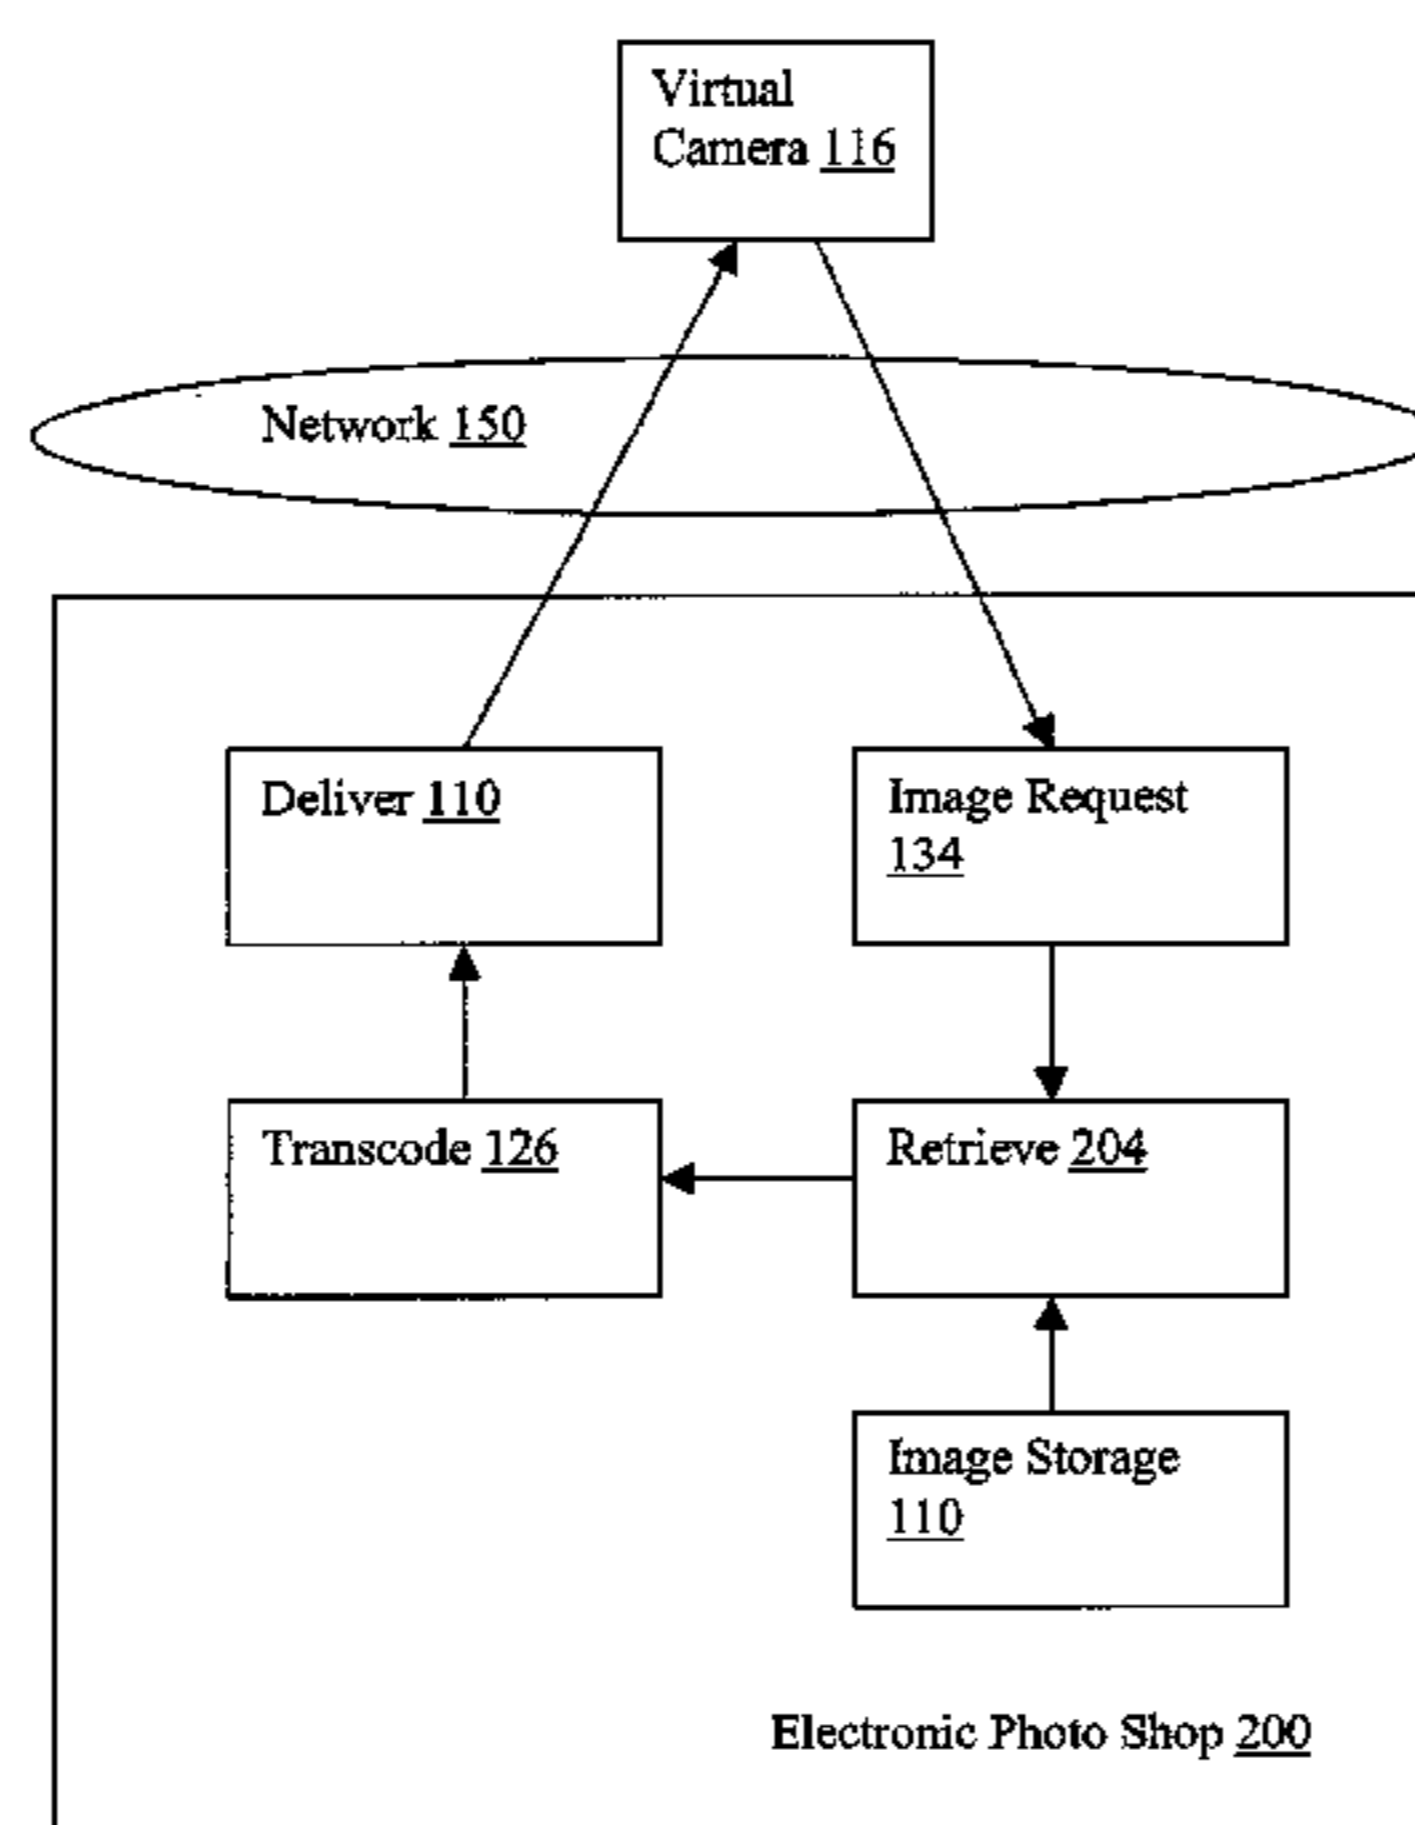 Virtual
Camera 116
Network 150
Deliver 110
Image Request
134
Transcode 126
Retrieve 204
Image Storage
110
Electronic Photo Shop 200